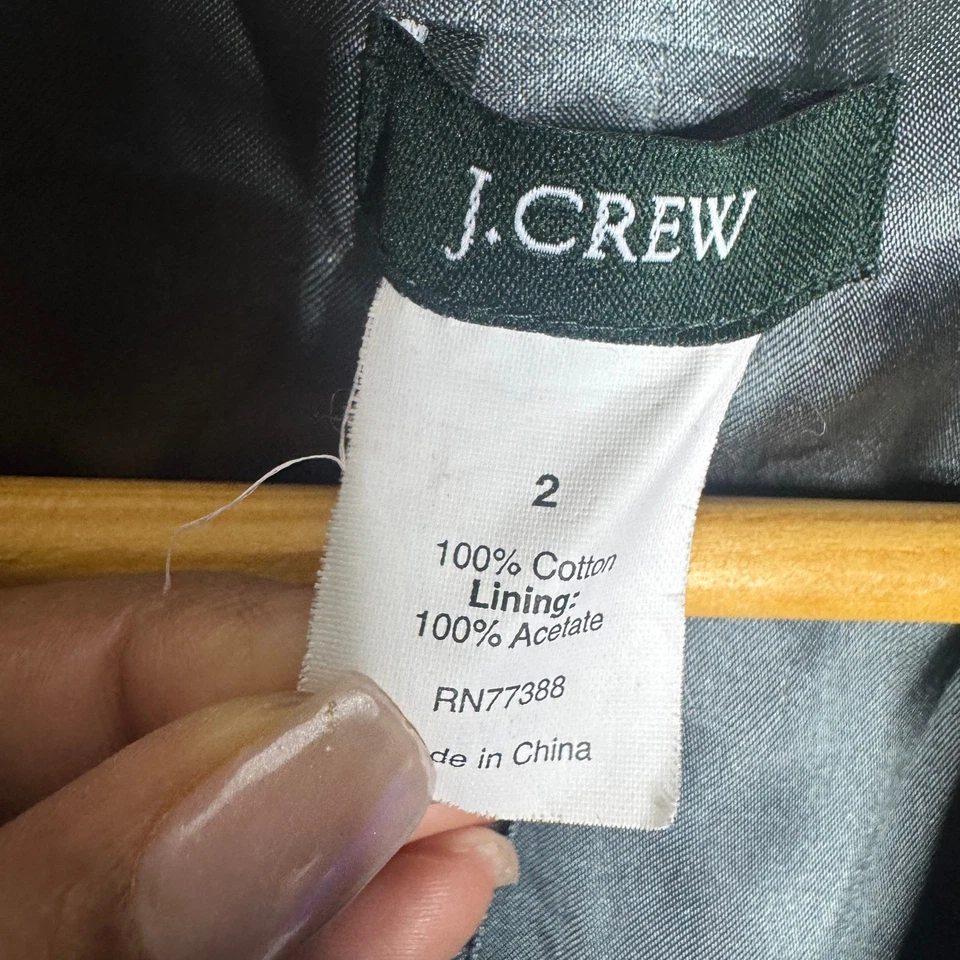 J.CREW
2
100% Cotton
Lining:
100% Acetate
RN77388
de in China